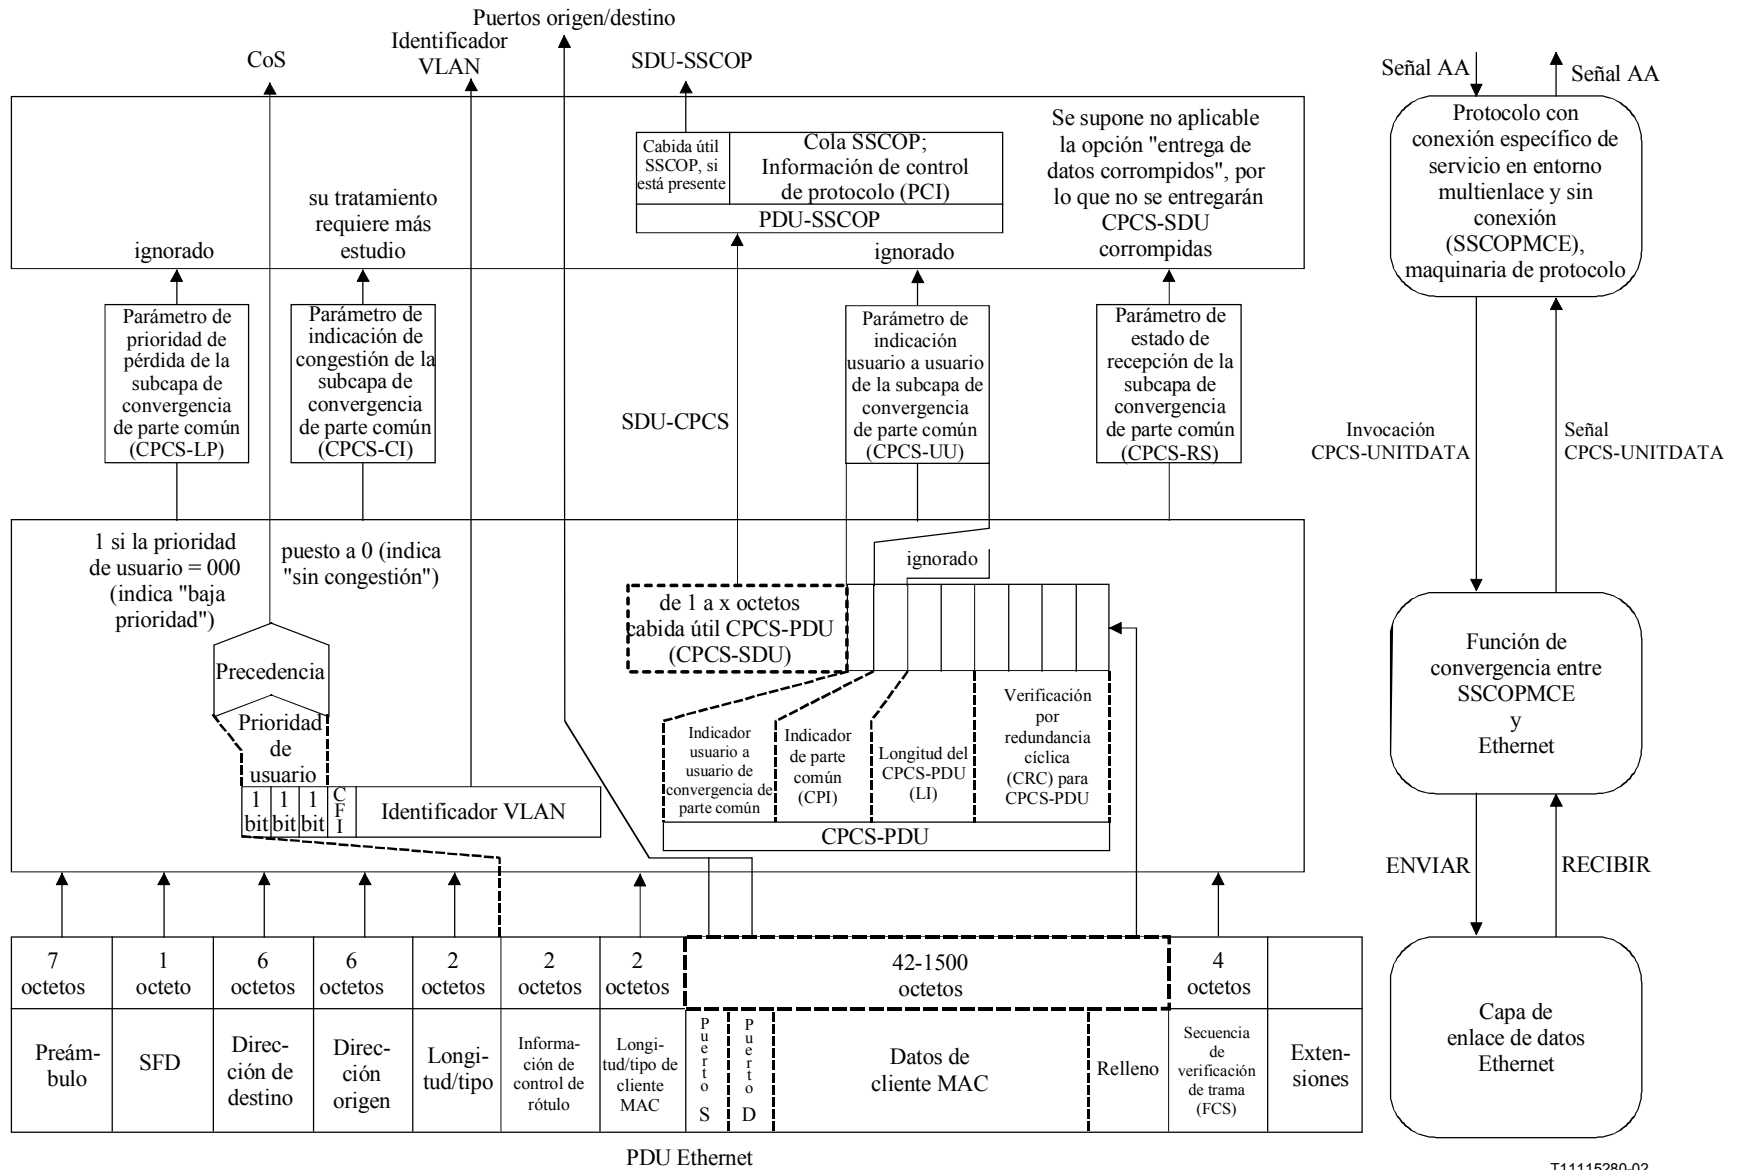 Puertos origen/destino
Identificador
VLAN
CoS
SDU-SSCOP
Señal AA
Señal AA
Cabida útil
SSCOP, si
está presente
Cola SSCOP;
Información de control
de protocolo (PCI)
PDU-SSCOP
Se supone no aplicable
la opción "entrega de
datos corrompidos", por
lo que no se entregarán
CPCS-SDU
corrompidas
Protocolo con
conexión específico de
servicio en entorno
multienlace y sin
conexión
(SSCOPMCE),
maquinaria de protocolo
ignorado
su tratamiento
requiere más
estudio
ignorado
Parámetro de
prioridad de
pérdida de la
subcapa de
convergencia
de parte común
(CPCS-LP)
Parámetro de
indicación de
congestión de la
subcapa de
convergencia
de parte común
(CPCS-CI)
SDU-CPCS
Parámetro de
indicación
usuario a usuario
de la subcapa de
convergencia
de parte común
(CPCS-UU)
Parámetro de
estado de
recepción de la
subcapa de
convergencia
de parte común
(CPCS-RS)
Invocación
CPCS-UNITDATA
Señal
CPCS-UNITDATA
1 si la prioridad
de usuario = 000
(indica "baja
prioridad")
puesto a 0 (indica
"sin congestión")
ignorado
de 1 a x octetos
cabida útil CPCS-PDU
(CPCS-SDU)
Precedencia
Prioridad
de
usuario
1
bit
1
bit
1
bit
CFI
Identificador VLAN
Indicador
usuario a
usuario de
convergencia de
parte común
Indicador
de parte
común
(CPI)
Longitud del
CPCS-PDU
(LI)
Verificación
por
redundancia
cíclica
(CRC) para
CPCS-PDU
CPCS-PDU
Función de
convergencia entre
SSCOPMCE
y
Ethernet
ENVIAR
RECIBIR
7
octetos
1
octeto
6
octetos
6
octetos
2
octetos
2
octetos
2
octetos
42-1500
octetos
4
octetos
Preám-
bulo
SFD
Direc-
ción de
destino
Direc-
ción
origen
Longi-
tud/tipo
Informa-
ción de
control de
rótulo
Longi-
tud/tipo de
cliente
MAC
Puerto S
Puerto D
Datos de
cliente MAC
Relleno
Secuencia
de
verificación
de trama
(FCS)
Exten-
siones
Capa de
enlace de datos
Ethernet
PDU Ethernet
T11115280-02